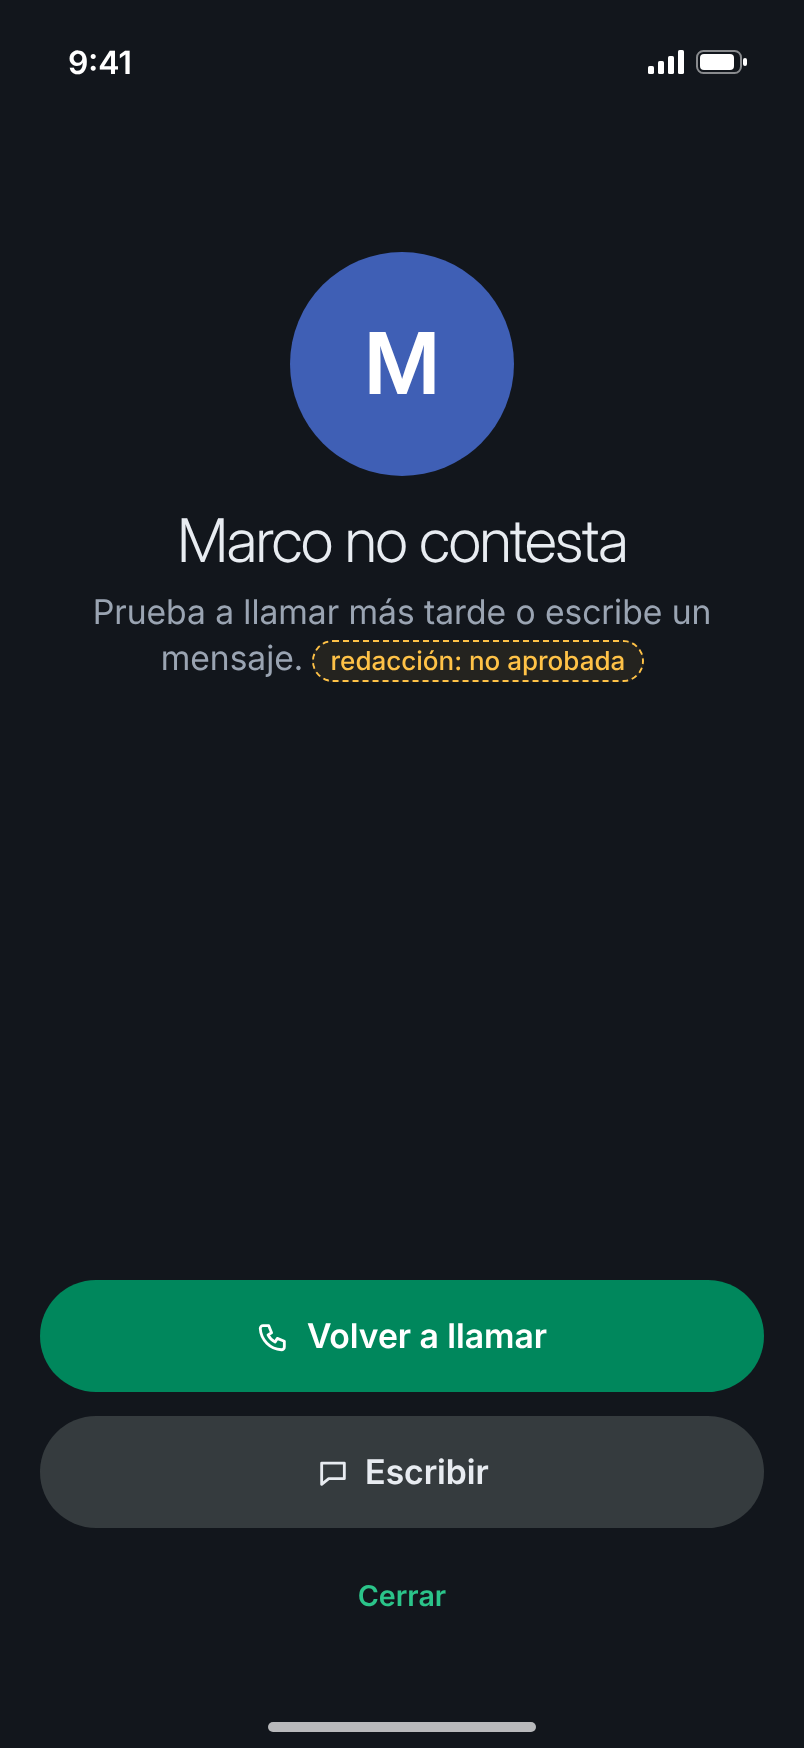 9:41
M
Marco no contesta
Prueba a llamar más tarde o escribe un
mensaje. redacción: no aprobada
Volver a llamar
Escribir
Cerrar